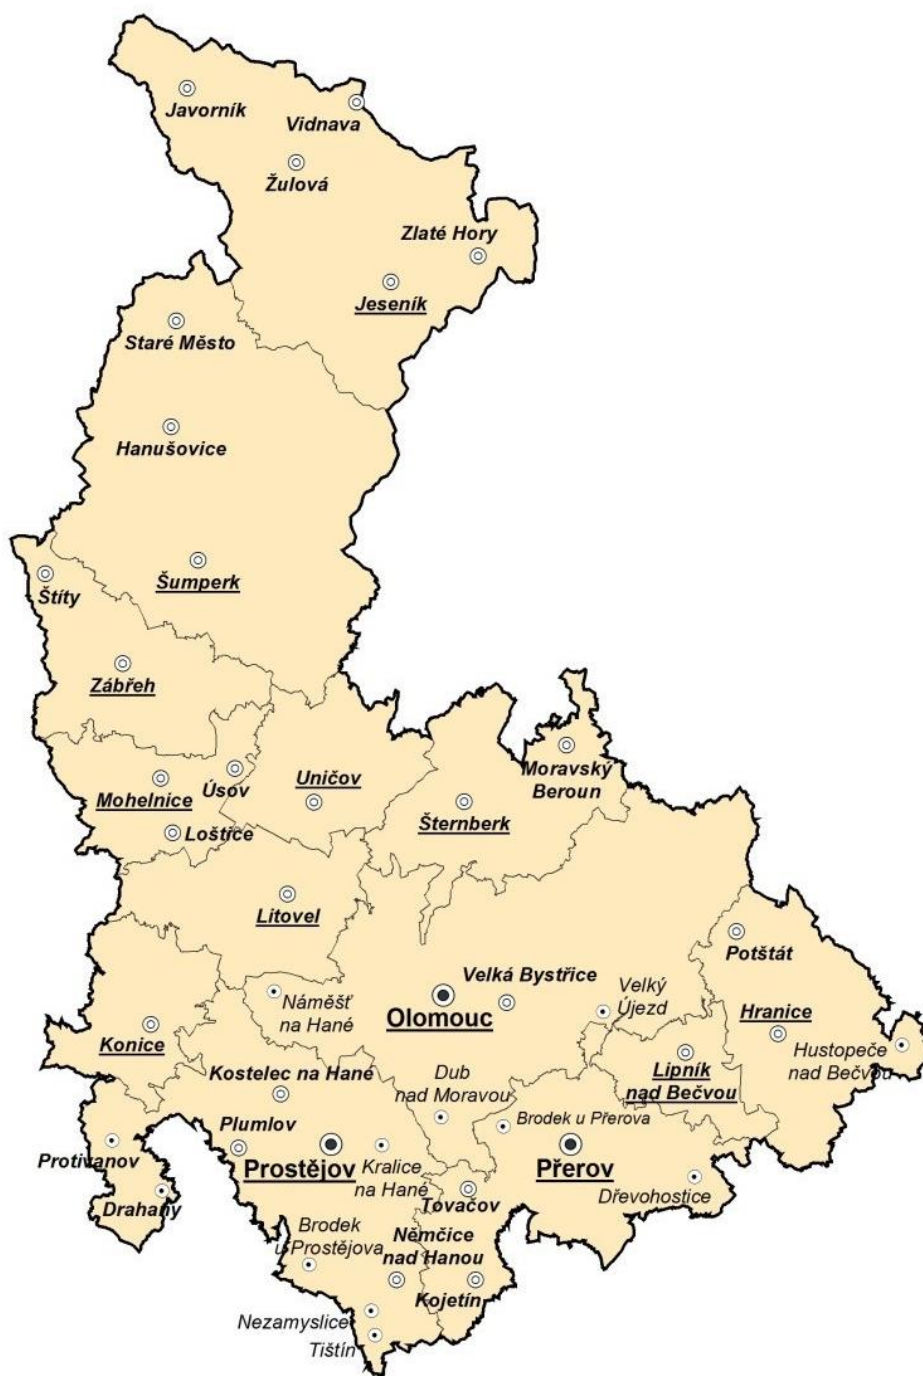 Javorník
Vidnava
Žulová
Zlaté Hory
Jeseník
Staré Město
Hanušovice
Šumperk
Štíty
Zábřeh
Moravský
Beroun
Úsov
Uničov
Mohelnice
Šternberk
Loštice
Litovel
Potštát
Velká Bystřice
Velký
Újezd
Náměšť
na Hané
Olomouc
Hranice
Konice
Hustopeče
nad Bečvou
Lipník
nad Bečvou
Kostelec na Hané
Dub
nad Moravou
Plumlov
Brodek u Přerova
Protivanov
Prostějov
Kralice
na Hané
Přerov
Drahany
Tovačov
Dřevohostice
Brodek
u Prostějova
Němčice
nad Hanou
Kojetín
Nezamyslice
Tištín